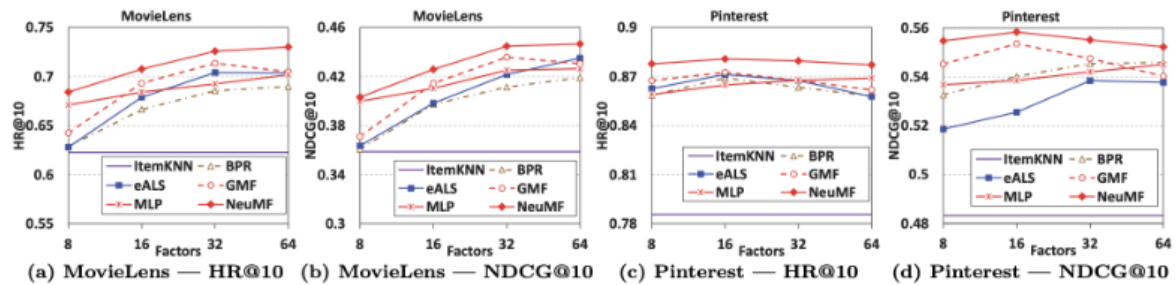 MovieLens
0.75
0.7
0.65
0.6
0.55
HR@10
ItemKNN
BPR
eALS
GMF
MLP
NeuMF
8
16
32
64
Factors
(a) MovieLens — HR@10
MovieLens
0.46
0.42
0.38
0.34
0.3
NDCG@10
ItemKNN
BPR
eALS
GMF
MLP
NeuMF
8
16
32
64
Factors
(b) MovieLens — NDCG@10
Pinterest
0.9
0.87
0.84
0.81
0.78
HR@10
ItemKNN
BPR
eALS
GMF
MLP
NeuMF
8
16
32
64
Factors
(c) Pinterest — HR@10
Pinterest
0.56
0.54
0.52
0.5
0.48
NDCG@10
ItemKNN
BPR
eALS
GMF
MLP
NeuMF
8
16
32
64
Factors
(d) Pinterest — NDCG@10